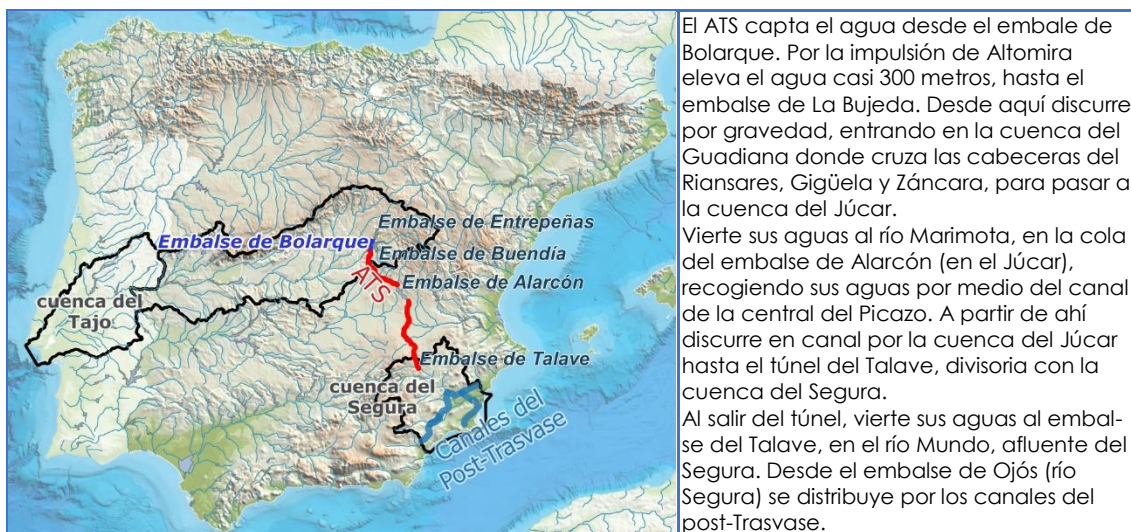 Embalse de Entrepeñas
Embalse de Bolarque
Embalse de Buendía
ATS
Embalse de Alarcón
cuenca del
Tajo
Embalse de Talave
cuenca del
Segura
Canales del
post-Trasvase
El ATS capta el agua desde el embale de
Bolarque. Por la impulsión de Altomira
eleva el agua casi 300 metros, hasta el
embalse de La Bujeda. Desde aquí discurre
por gravedad, entrando en la cuenca del
Guadiana donde cruza las cabeceras del
Riansares, Gigüela y Záncara, para pasar a
la cuenca del Júcar.
Vierte sus aguas al río Marimota, en la cola
del embalse de Alarcón (en el Júcar),
recogiendo sus aguas por medio del canal
de la central del Picazo. A partir de ahí
discurre en canal por la cuenca del Júcar
hasta el túnel del Talave, divisoria con la
cuenca del Segura.
Al salir del túnel, vierte sus aguas al embal-
se del Talave, en el río Mundo, afluente del
Segura. Desde el embalse de Ojós (río
Segura) se distribuye por los canales del
post-Trasvase.